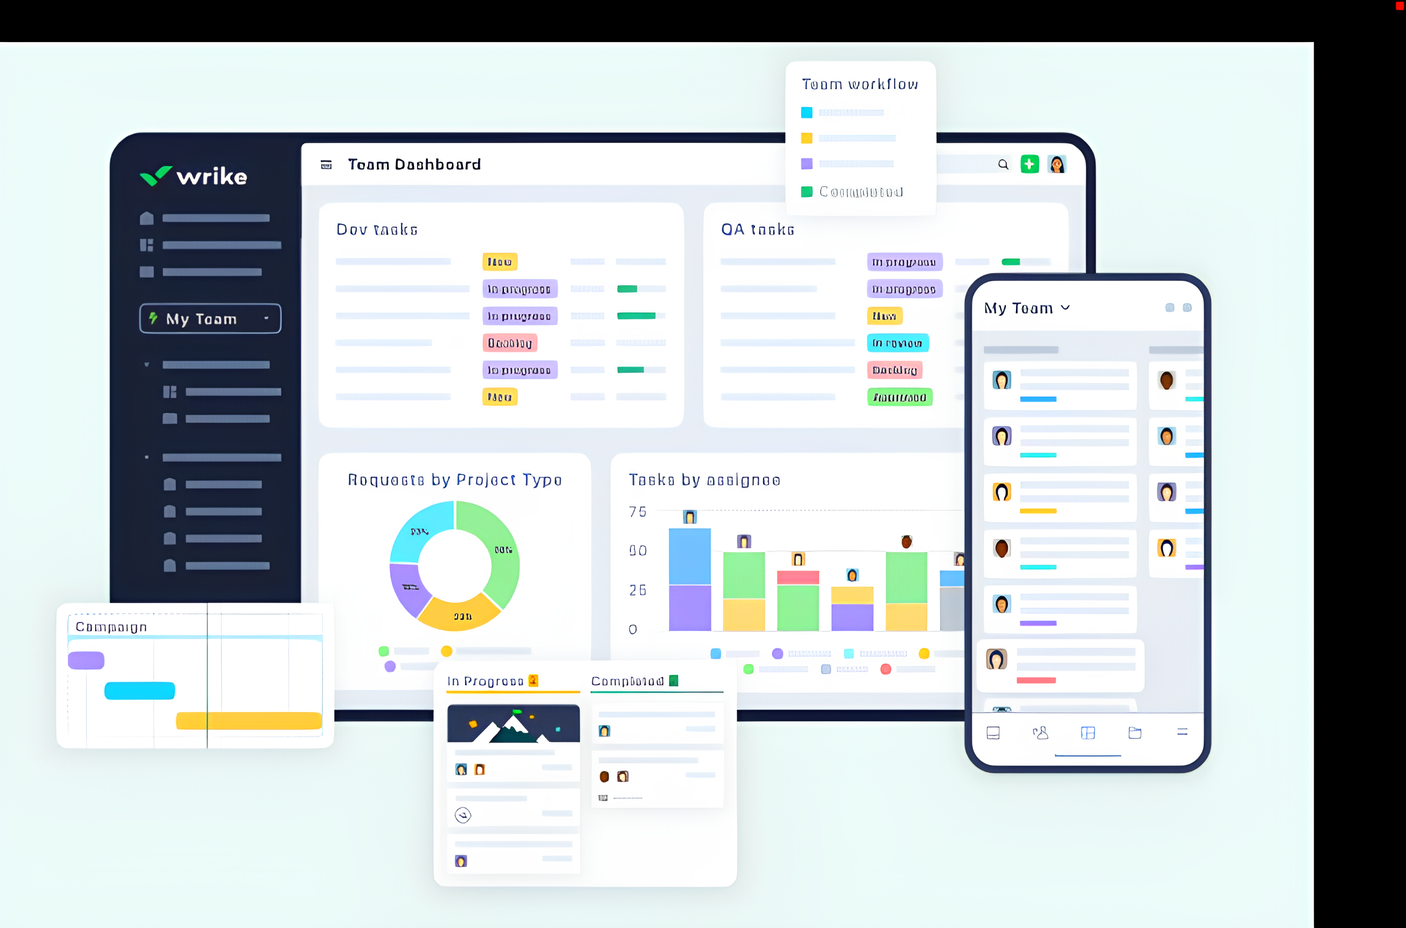 Team workflow
Completed
wrike
Team Dashboard
My Team
Dev tasks
New
In progress
In progress
Backlog
In progress
New
QA tasks
In progress
In progress
New
In review
Backlog
Approved
My Team
Requests by Project Type
Tasks by assignee
75
50
25
0
Campaign
In Progress
Completed